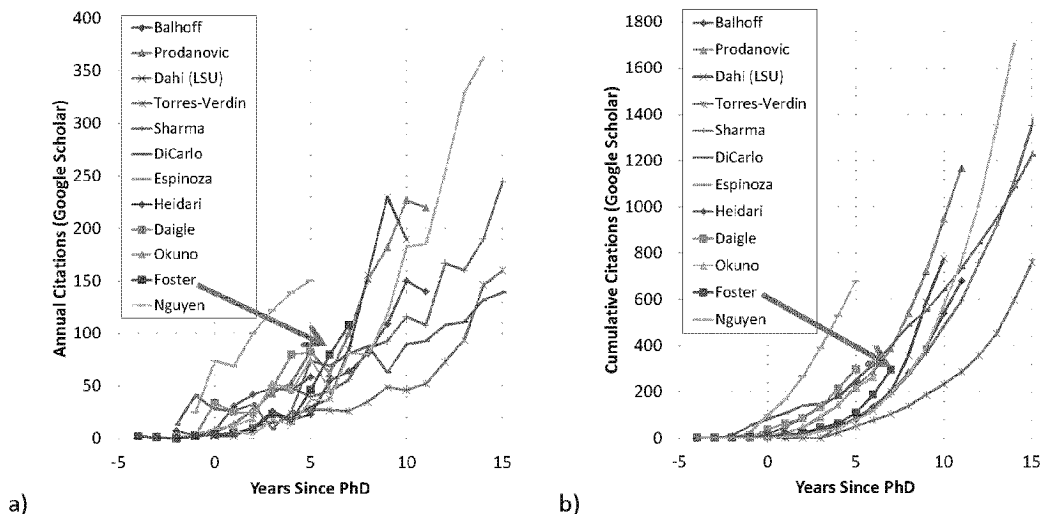 400
350
300
250
200
150
100
50
0
-5
0
5
10
15
Annual Citations (Google Scholar)
Years Since PhD
Balhoff
Prodanovic
Dahi (LSU)
Torres-Verdin
Sharma
DiCarlo
Espinoza
Heidari
Daigle
Okuno
Foster
Nguyen
a)
1800
1600
1400
1200
1000
800
600
400
200
0
-5
0
5
10
15
Cumulative Citations (Google Scholar)
Years Since PhD
Balhoff
Prodanovic
Dahi (LSU)
Torres-Verdin
Sharma
DiCarlo
Espinoza
Heidari
Daigle
Okuno
Foster
Nguyen
b)